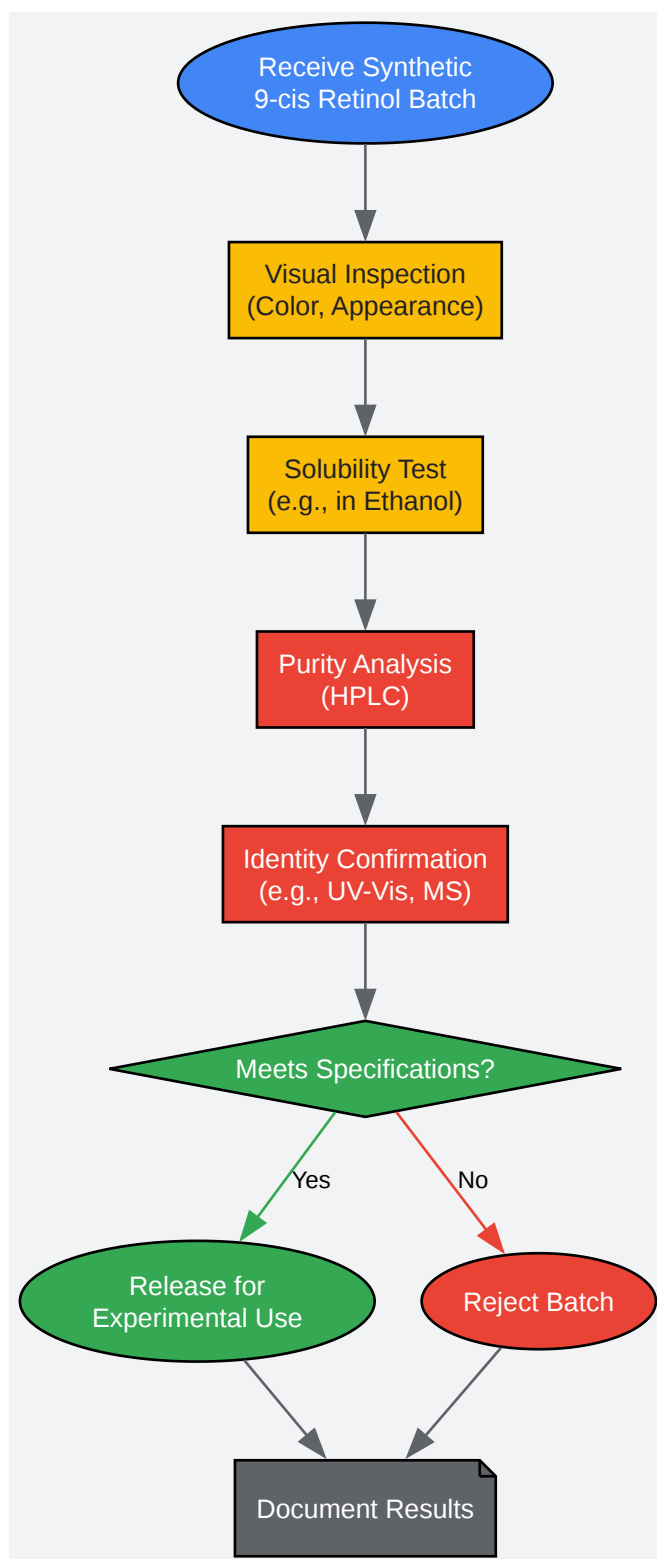 Receive Synthetic
9-cis Retinol Batch
Visual Inspection
(Color, Appearance)
Solubility Test
(e.g., in Ethanol)
Purity Analysis
(HPLC)
Identity Confirmation
(e.g., UV-Vis, MS)
Meets Specifications?
Yes
No
Release for
Experimental Use
Reject Batch
Document Results